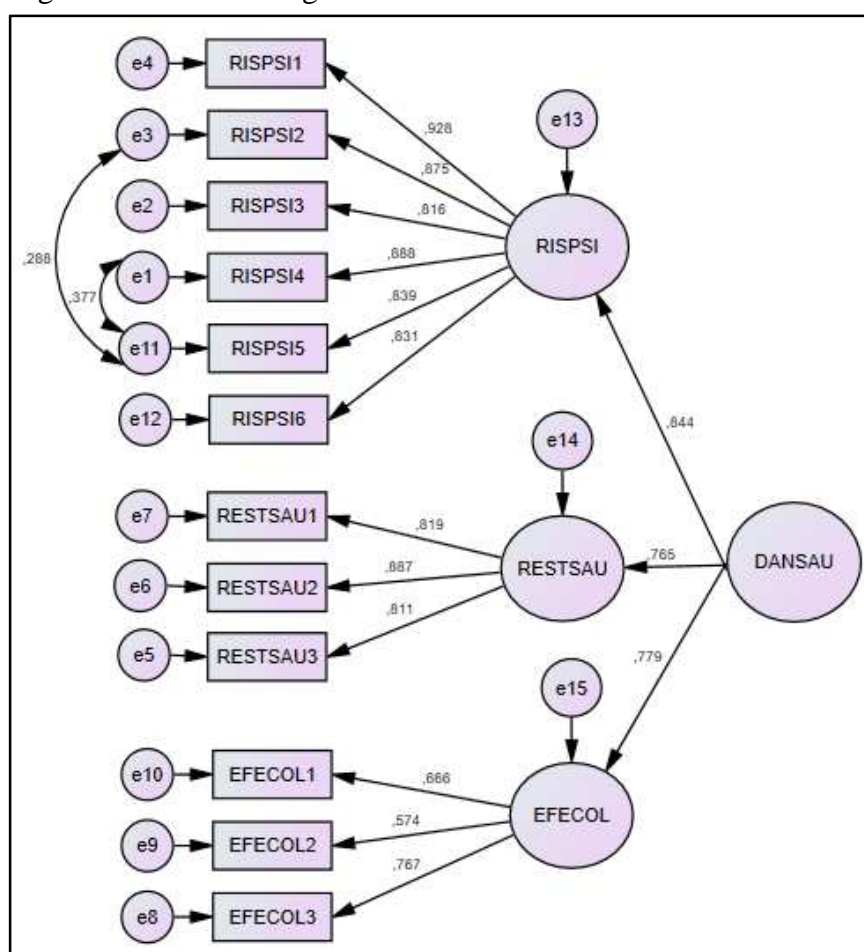 e4 RISPSI1
,928
e13
e3 RISPSI2
,875
e2 RISPSI3
,816
RISPSI
,288
e1 RISPSI4
,688
,377
,839
e11 RISPSI5
,831
e12 RISPSI6
,844
e14
e7 RESTSAU1
,819
,765
DANSAU
RESTSAU
e6 RESTSAU2
,887
,811
e5 RESTSAU3
,779
e15
e10 EFECOL1
,666
EFECOL
,574
e9 EFECOL2
,767
e8 EFECOL3